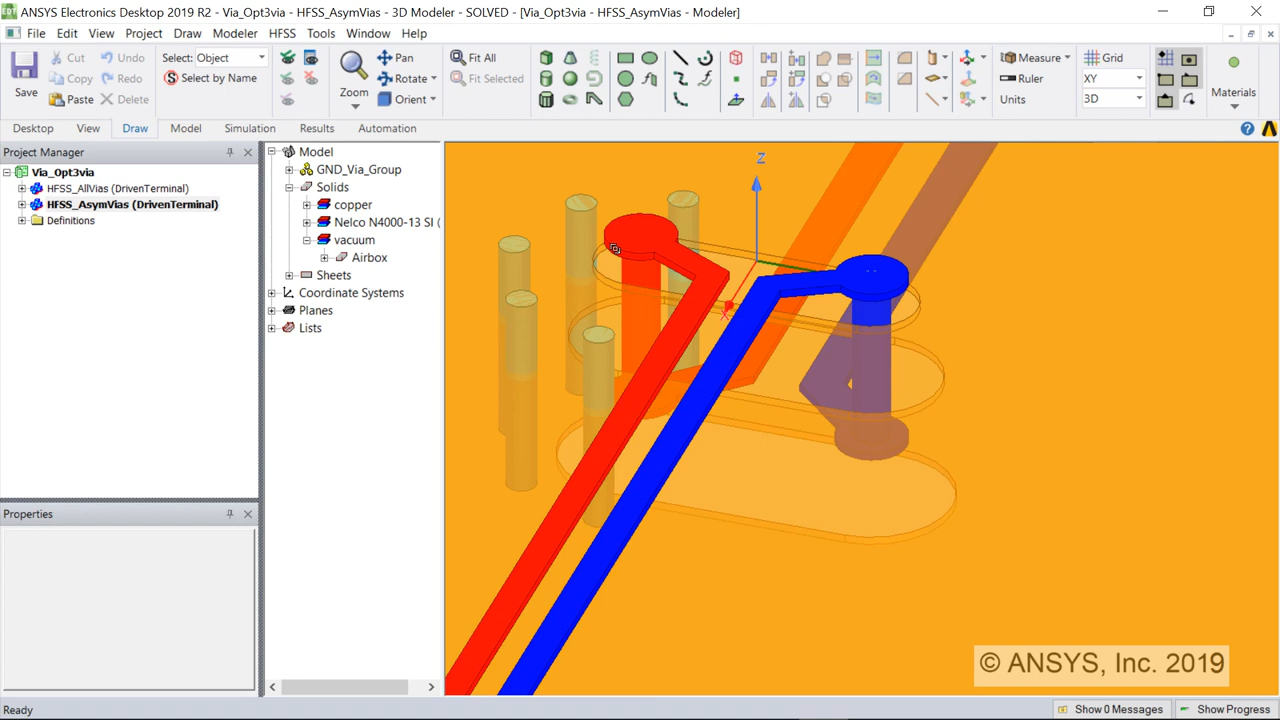 ANSYS Electronics Desktop 2019 R2 - Via_Opt3via - HFSS_AsymVias - 3D Modeler - SOLVED - [Via_Opt3via - HFSS_AsymVias - Modeler]
File Edit View Project Draw Modeler HFSS Tools Window Help
Save
Cut Undo
Copy Redo
Paste Delete
Select: Object
Select by Name
Zoom
Pan
Rotate
Orient
Fit All
Fit Selected
Measure
Ruler
Units
Grid
XY
3D
Materials
Desktop View Draw Model Simulation Results Automation
Project Manager
Via_Opt3via
HFSS_AllVias (DrivenTerminal)
HFSS_AsymVias (DrivenTerminal)
Definitions
Properties
Model
GND_Via_Group
Solids
copper
Nelco N4000-13 SI (
vacuum
Airbox
Sheets
Coordinate Systems
Planes
Lists
Z
X
© ANSYS, Inc. 2019
Ready
Show 0 Messages
Show Progress